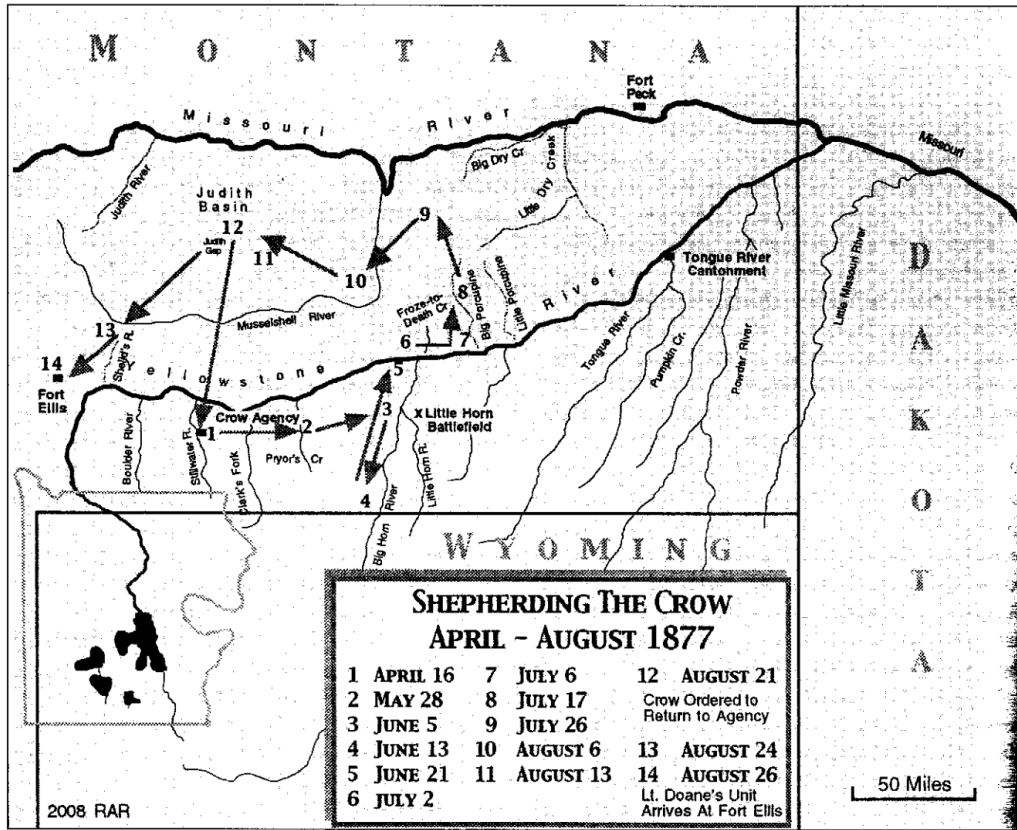 MONTANA
Fort
Peck
Missouri River
Missouri
Big Dry Cr
Little Dry Creek
Judith River
Judith
Basin
12
Judith
Gap
11
10
9
8
Froze-to-
Death Cr
Big Porcupine
Little Porcupine
Tongue River
Cantonment
Little Missouri River
DAKOTA
Musselshell River
13
Shield's R.
14
Fort
Ellis
Yellowstone River
6
7
5
Tongue River
Pumpkin Cr.
Powder River
Crow Agency
1
2
3
4
x Little Horn
Battlefield
Boulder River
Stillwater R.
Clark's Fork
Pryor's Cr
Big Horn River
Little Horn R.
WYOMING
SHEPHERDING THE CROW
APRIL – AUGUST 1877
1 APRIL 16
2 MAY 28
3 JUNE 5
4 JUNE 13
5 JUNE 21
6 JULY 2
7 JULY 6
8 JULY 17
9 JULY 26
10 AUGUST 6
11 AUGUST 13
12 AUGUST 21
Crow Ordered to
Return to Agency
13 AUGUST 24
14 AUGUST 26
Lt. Doane's Unit
Arrives At Fort Ellis
50 Miles
2008 RAR